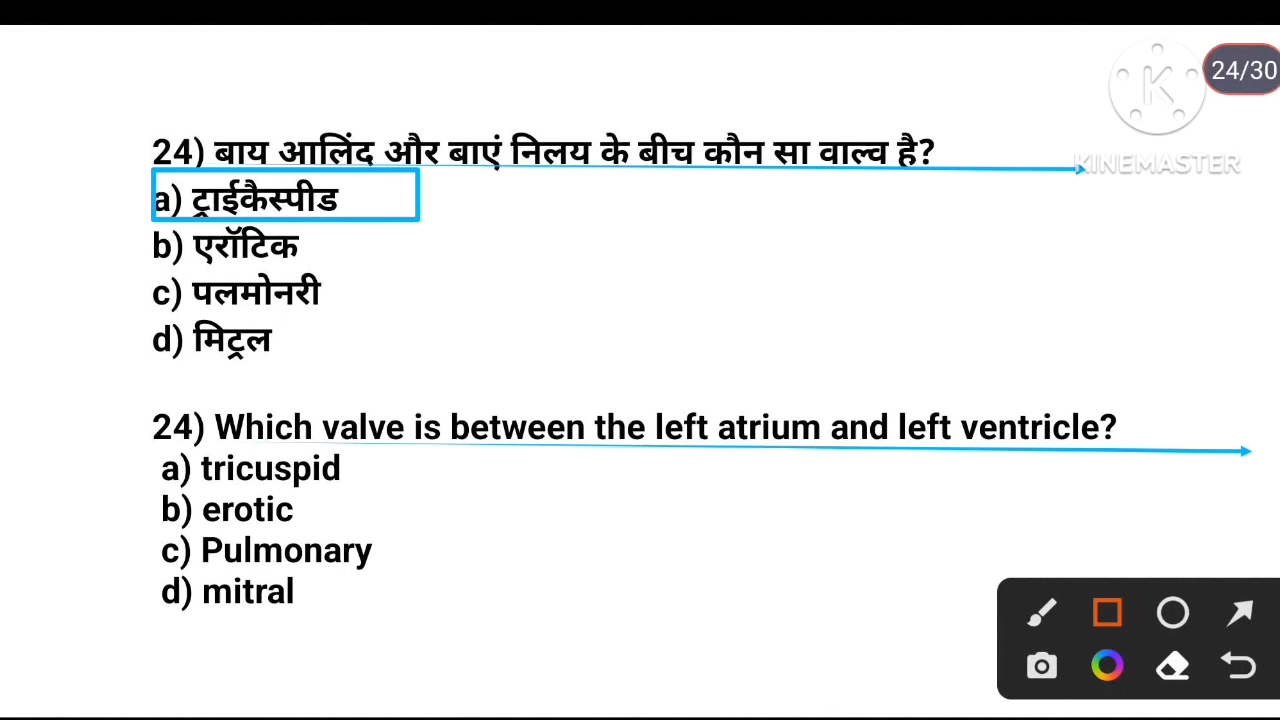 24/30
KINEMASTER
24) बाय आलिंद और बाएं निलय के बीच कौन सा वाल्व है?
a) ट्राईकैस्पीड
b) एरॉटिक
c) पलमोनरी
d) मिट्रल
24) Which valve is between the left atrium and left ventricle?
a) tricuspid
b) erotic
c) Pulmonary
d) mitral